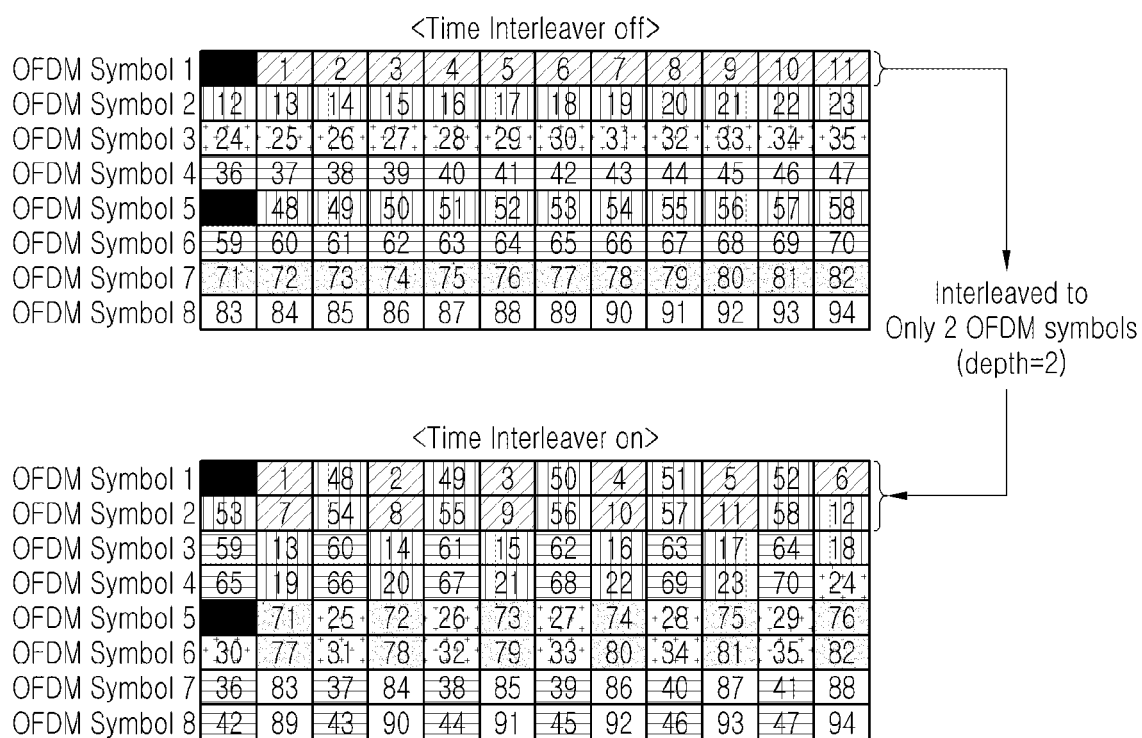 <Time Interleaver off>
OFDM Symbol 1 1 2 3 4 5 6 7 8 9 10 11
OFDM Symbol 2 12 13 14 15 16 17 18 19 20 21 22 23
OFDM Symbol 3 24 25 26 27 28 29 30 31 32 33 34 35
OFDM Symbol 4 36 37 38 39 40 41 42 43 44 45 46 47
OFDM Symbol 5 48 49 50 51 52 53 54 55 56 57 58
OFDM Symbol 6 59 60 61 62 63 64 65 66 67 68 69 70
OFDM Symbol 7 71 72 73 74 75 76 77 78 79 80 81 82
OFDM Symbol 8 83 84 85 86 87 88 89 90 91 92 93 94
Interleaved to
Only 2 OFDM symbols
(depth=2)
<Time Interleaver on>
OFDM Symbol 1 1 48 2 49 3 50 4 51 5 52 6
OFDM Symbol 2 53 7 54 8 55 9 56 10 57 11 58 12
OFDM Symbol 3 59 13 60 14 61 15 62 16 63 17 64 18
OFDM Symbol 4 65 19 66 20 67 21 68 22 69 23 70 24
OFDM Symbol 5 71 25 72 26 73 27 74 28 75 29 76
OFDM Symbol 6 30 77 31 78 32 79 33 80 34 81 35 82
OFDM Symbol 7 36 83 37 84 38 85 39 86 40 87 41 88
OFDM Symbol 8 42 89 43 90 44 91 45 92 46 93 47 94